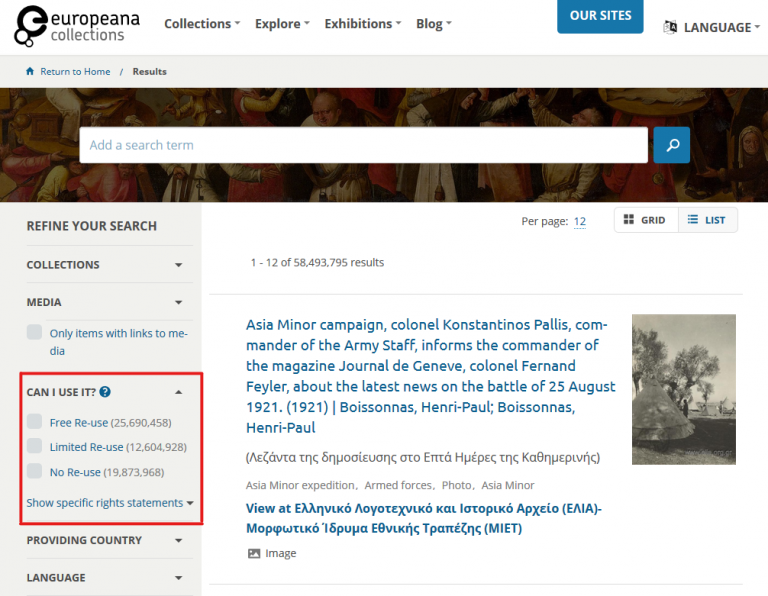 europeana
collections
Collections
Explore
Exhibitions
Blog
OUR SITES
LANGUAGE
Return to Home / Results
Add a search term
REFINE YOUR SEARCH
COLLECTIONS
MEDIA
Only items with links to me-
dia
CAN I USE IT? ?
Free Re-use (25,690,458)
Limited Re-use (12,604,928)
No Re-use (19,873,968)
Show specific rights statements
PROVIDING COUNTRY
LANGUAGE
Per page: 12
GRID
LIST
1 - 12 of 58,493,795 results
Asia Minor campaign, colonel Konstantinos Pallis, com-
mander of the Army Staff, informs the commander of
the magazine Journal de Geneve, colonel Fernand
Feyler, about the latest news on the battle of 25 August
1921. (1921) | Boissonnas, Henri-Paul; Boissonnas,
Henri-Paul
(Λεζάντα της δημοσίευσης στο Επτά Ημέρες της Καθημερινής)
Asia Minor expedition, Armed forces, Photo, Asia Minor
View at Ελληνικό Λογοτεχνικό και Ιστορικό Αρχείο (ΕΛΙΑ)-
Μορφωτικό Ίδρυμα Εθνικής Τραπέζης (ΜΙΕΤ)
Image